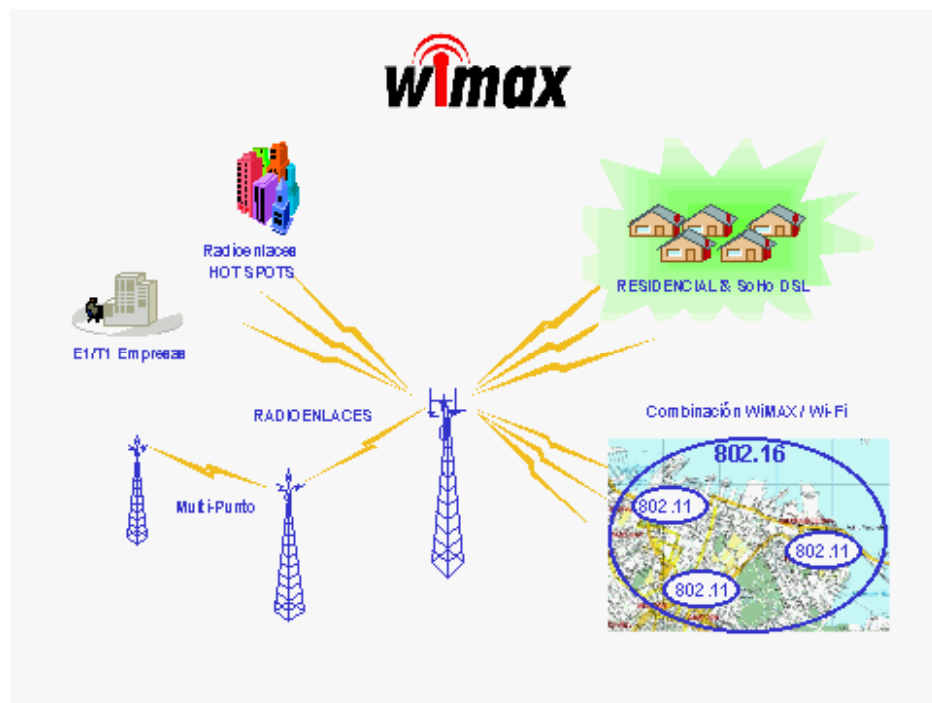 wimax
Radioenlaces
HOT SPOTS
E1/T1 Empresas
RESIDENCIAL & SoHo DSL
RADIOENLACES
Multi-Punto
Combinación WiMAX / Wi-Fi
802.16
802.11
802.11
802.11